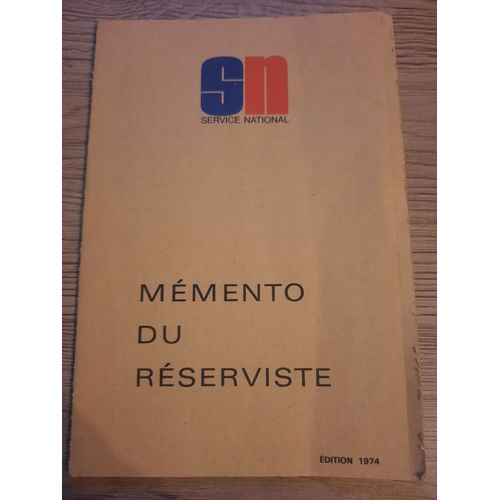 sn
SERVICE NATIONAL
MÉMENTO
DU
RÉSERVISTE
ÉDITION 1974